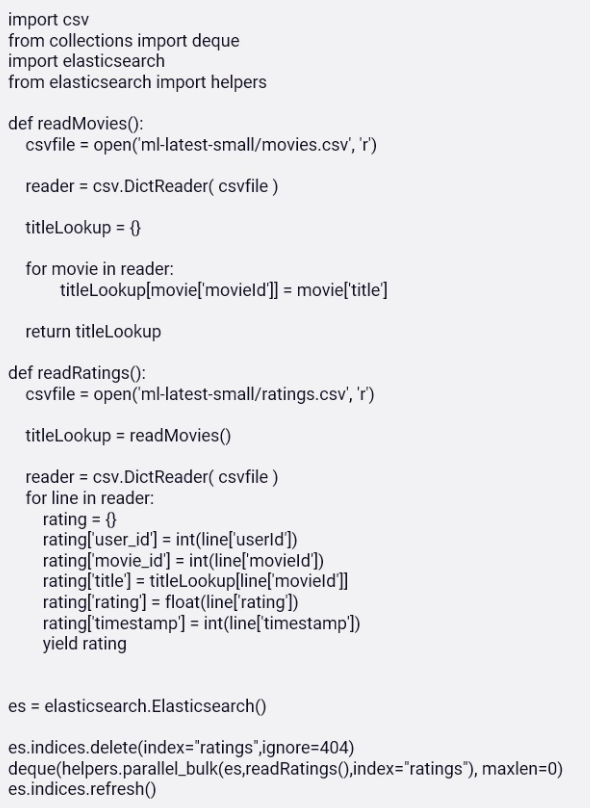 import csv
from collections import deque
import elasticsearch
from elasticsearch import helpers
def readMovies():
csvfile = open('ml-latest-small/movies.csv', 'r')
reader = csv.DictReader( csvfile )
titleLookup = {}
for movie in reader:
titleLookup[movie['movieId']] = movie['title']
return titleLookup
def readRatings():
csvfile = open('ml-latest-small/ratings.csv', 'r')
titleLookup = readMovies()
reader = csv.DictReader( csvfile )
for line in reader:
rating = {}
rating['user_id'] = int(line['userId'])
rating['movie_id'] = int(line['movieId'])
rating['title'] = titleLookup[line['movieId']]
rating['rating'] = float(line['rating'])
rating['timestamp'] = int(line['timestamp'])
yield rating
es = elasticsearch.Elasticsearch()
es.indices.delete(index="ratings",ignore=404)
deque(helpers.parallel_bulk(es,readRatings(),index="ratings"), maxlen=0)
es.indices.refresh()